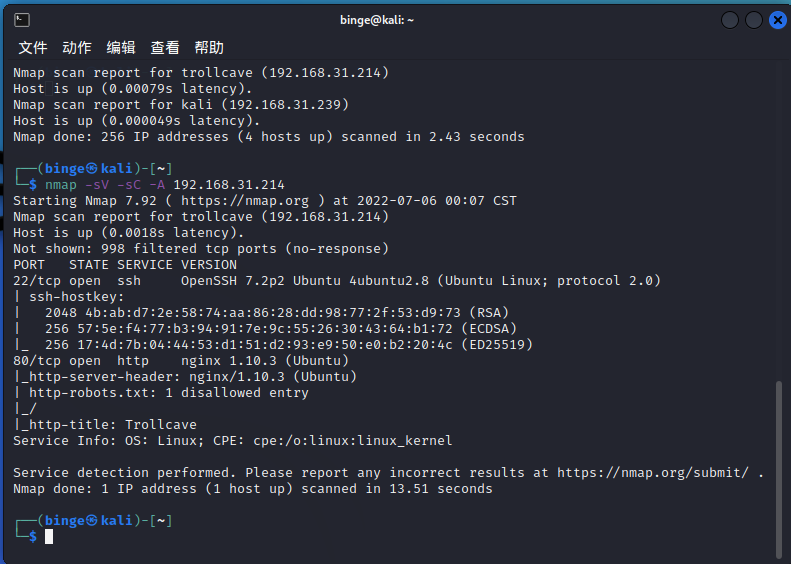 binge@kali: ~
文件 动作 编辑 查看 帮助
Nmap scan report for trollcave (192.168.31.214)
Host is up (0.00079s latency).
Nmap scan report for kali (192.168.31.239)
Host is up (0.000049s latency).
Nmap done: 256 IP addresses (4 hosts up) scanned in 2.43 seconds
┌──(binge㉿kali)-[~]
└─$ nmap -sV -sC -A 192.168.31.214
Starting Nmap 7.92 ( https://nmap.org ) at 2022-07-06 00:07 CST
Nmap scan report for trollcave (192.168.31.214)
Host is up (0.0018s latency).
Not shown: 998 filtered tcp ports (no-response)
PORT   STATE SERVICE VERSION
22/tcp open  ssh     OpenSSH 7.2p2 Ubuntu 4ubuntu2.8 (Ubuntu Linux; protocol 2.0)
| ssh-hostkey:
|   2048 4b:ab:d7:2e:58:74:aa:86:28:dd:98:77:2f:53:d9:73 (RSA)
|   256 57:5e:f4:77:b3:94:91:7e:9c:55:26:30:43:64:b1:72 (ECDSA)
|_  256 17:4d:7b:04:44:53:d1:51:d2:93:e9:50:e0:b2:20:4c (ED25519)
80/tcp open  http    nginx 1.10.3 (Ubuntu)
|_http-server-header: nginx/1.10.3 (Ubuntu)
| http-robots.txt: 1 disallowed entry
|_/
|_http-title: Trollcave
Service Info: OS: Linux; CPE: cpe:/o:linux:linux_kernel
Service detection performed. Please report any incorrect results at https://nmap.org/submit/ .
Nmap done: 1 IP address (1 host up) scanned in 13.51 seconds
┌──(binge㉿kali)-[~]
└─$